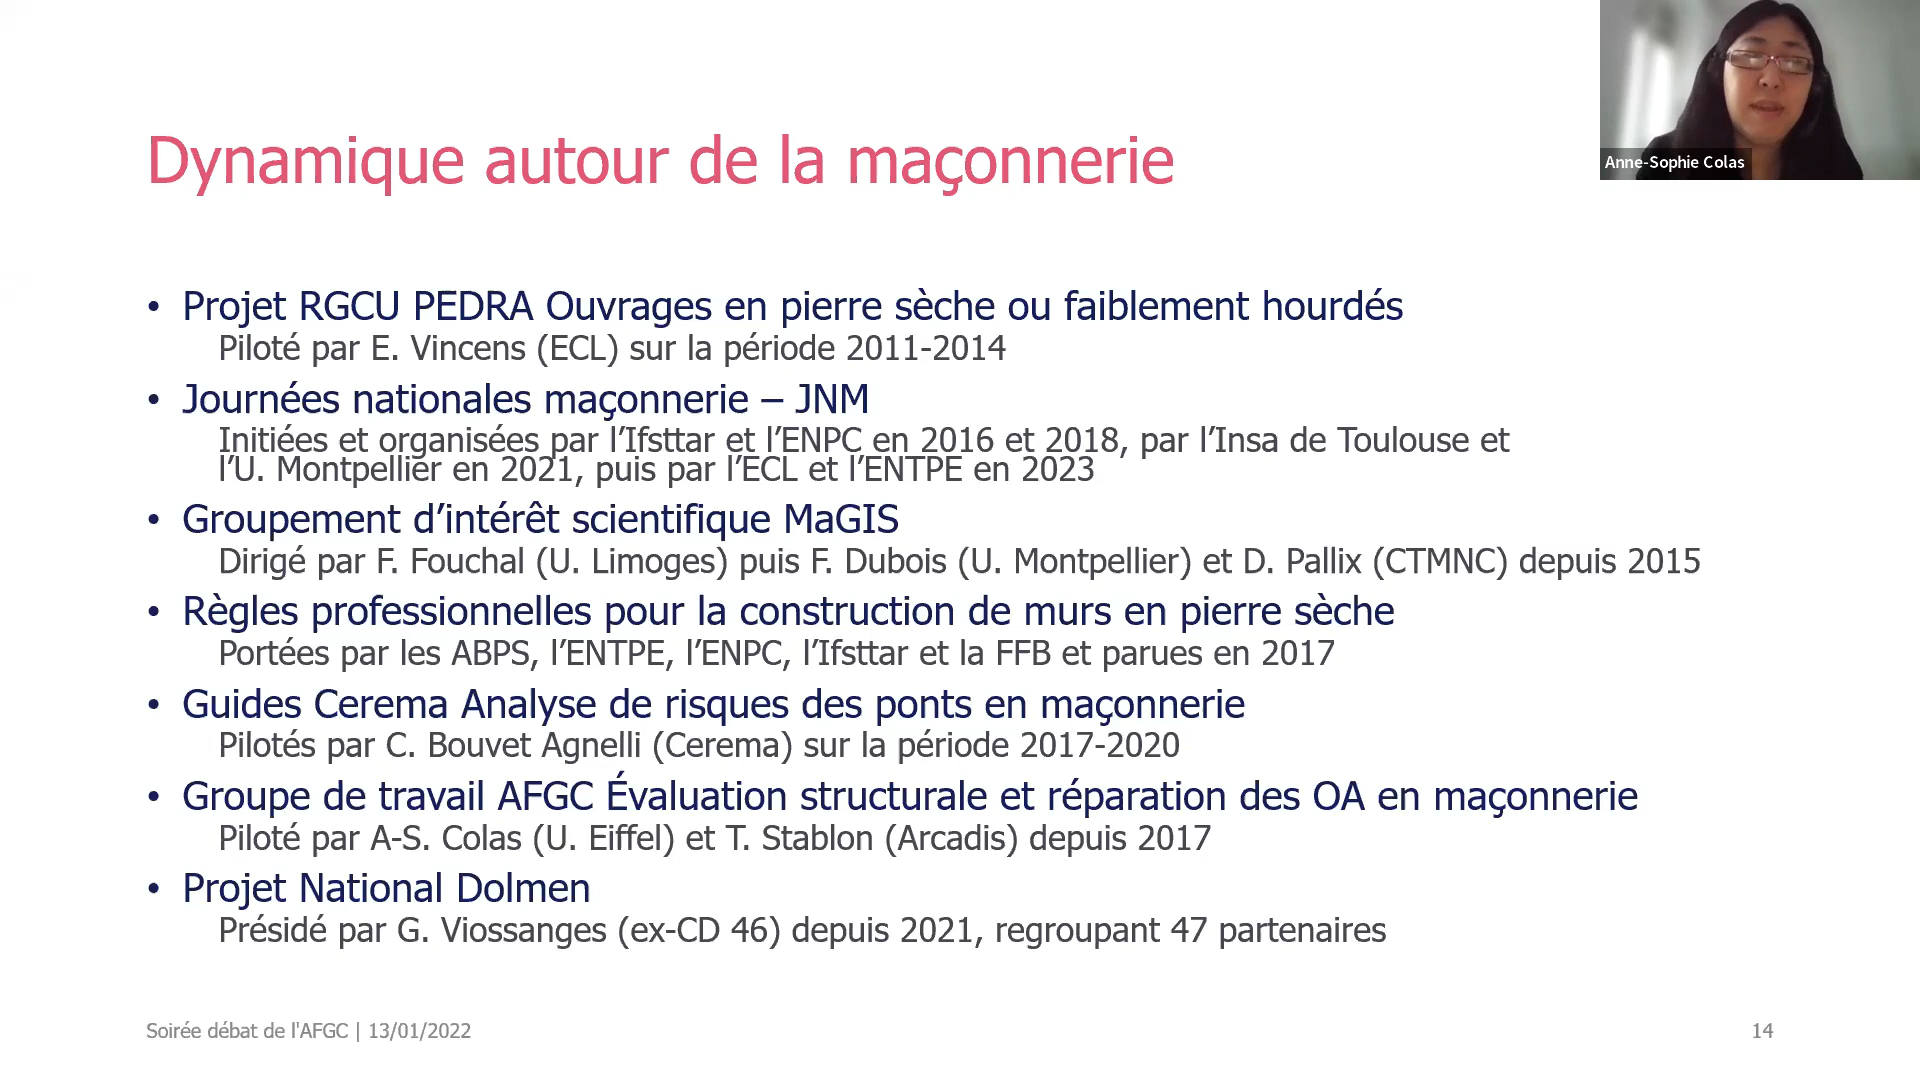 Anne-Sophie Colas
Dynamique autour de la maçonnerie
• Projet RGCU PEDRA Ouvrages en pierre sèche ou faiblement hourdés
Piloté par E. Vincens (ECL) sur la période 2011-2014
• Journées nationales maçonnerie – JNM
Initiées et organisées par l’Ifsttar et l’ENPC en 2016 et 2018, par l’Insa de Toulouse et
l’U. Montpellier en 2021, puis par l’ECL et l’ENTPE en 2023
• Groupement d’intérêt scientifique MaGIS
Dirigé par F. Fouchal (U. Limoges) puis F. Dubois (U. Montpellier) et D. Pallix (CTMNC) depuis 2015
• Règles professionnelles pour la construction de murs en pierre sèche
Portées par les ABPS, l’ENTPE, l’ENPC, l’Ifsttar et la FFB et parues en 2017
• Guides Cerema Analyse de risques des ponts en maçonnerie
Pilotés par C. Bouvet Agnelli (Cerema) sur la période 2017-2020
• Groupe de travail AFGC Évaluation structurale et réparation des OA en maçonnerie
Piloté par A-S. Colas (U. Eiffel) et T. Stablon (Arcadis) depuis 2017
• Projet National Dolmen
Présidé par G. Viossanges (ex-CD 46) depuis 2021, regroupant 47 partenaires
Soirée débat de l'AFGC | 13/01/2022
14